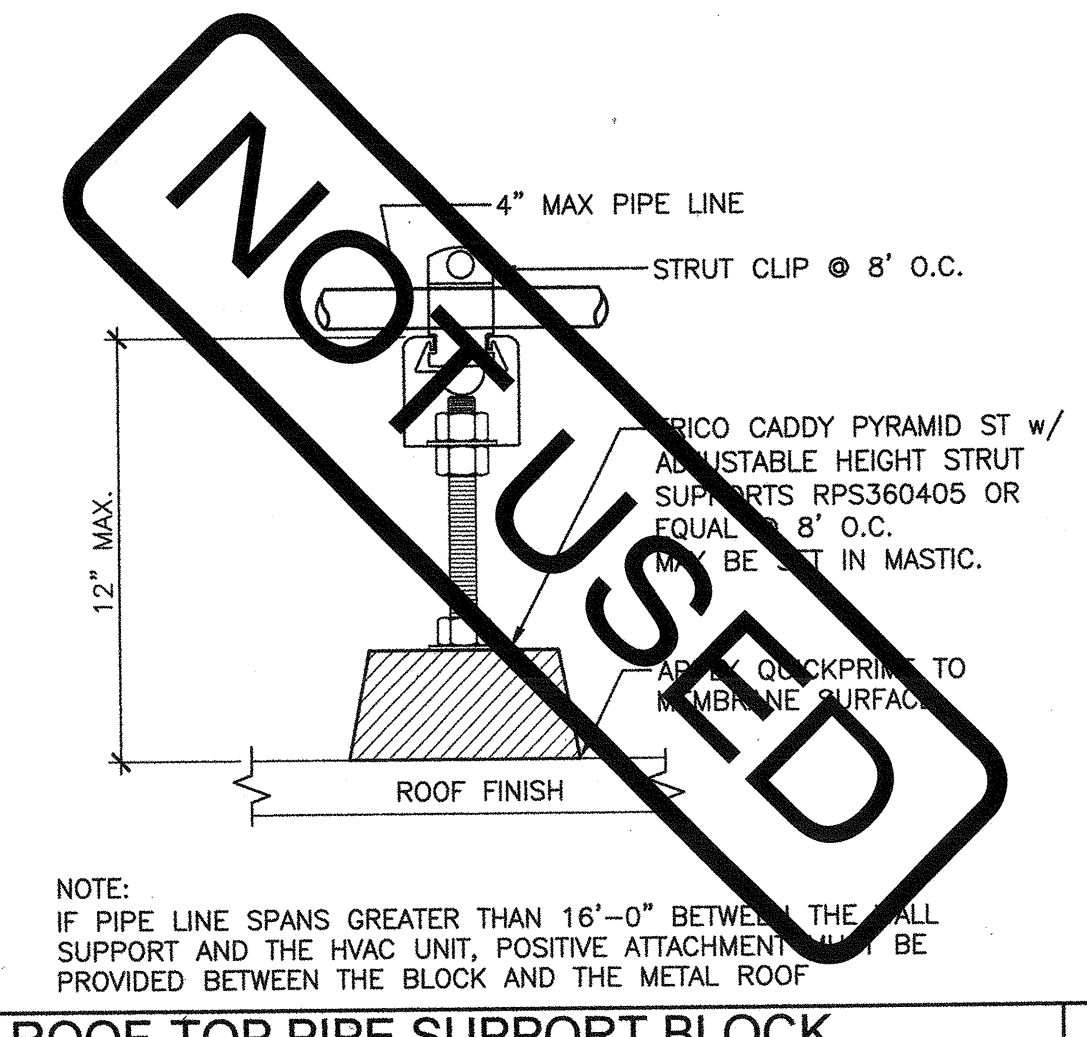 4" MAX PIPE LINE
STRUT CLIP @ 8' O.C.
12" MAX.
ERICO CADDY PYRAMID ST w/
ADJUSTABLE HEIGHT STRUT
SUPPORTS RPS360405 OR
EQUAL @ 8' O.C.
MAY BE SET IN MASTIC.
APPLY QUICKPRIME TO
MEMBRANE SURFACE
ROOF FINISH
NOT USED
NOTE:
IF PIPE LINE SPANS GREATER THAN 16'-0" BETWEEN THE WALL
SUPPORT AND THE HVAC UNIT, POSITIVE ATTACHMENT MUST BE
PROVIDED BETWEEN THE BLOCK AND THE METAL ROOF
ROOF TOP PIPE SUPPORT BLOCK